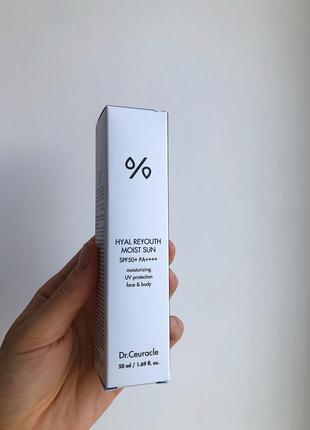 %
HYAL REYOUTH
MOIST SUN
SPF50+ PA++++
moisturizing
UV protection
face & body
Dr.Ceuracle
50 ml / 1.69 fl. oz.